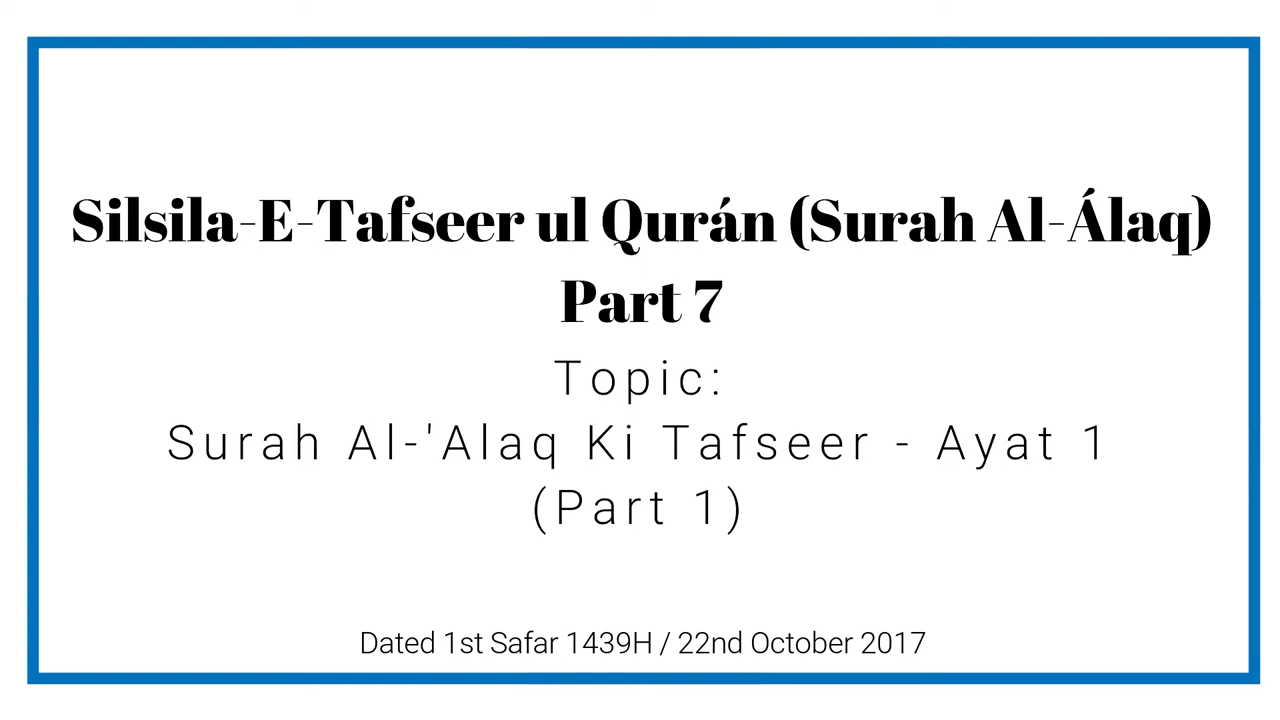 Silsila-E-Tafseer ul Qurán (Surah Al-Álaq)
Part 7
Topic:
Surah Al-'Alaq Ki Tafseer - Ayat 1
(Part 1)
Dated 1st Safar 1439H / 22nd October 2017